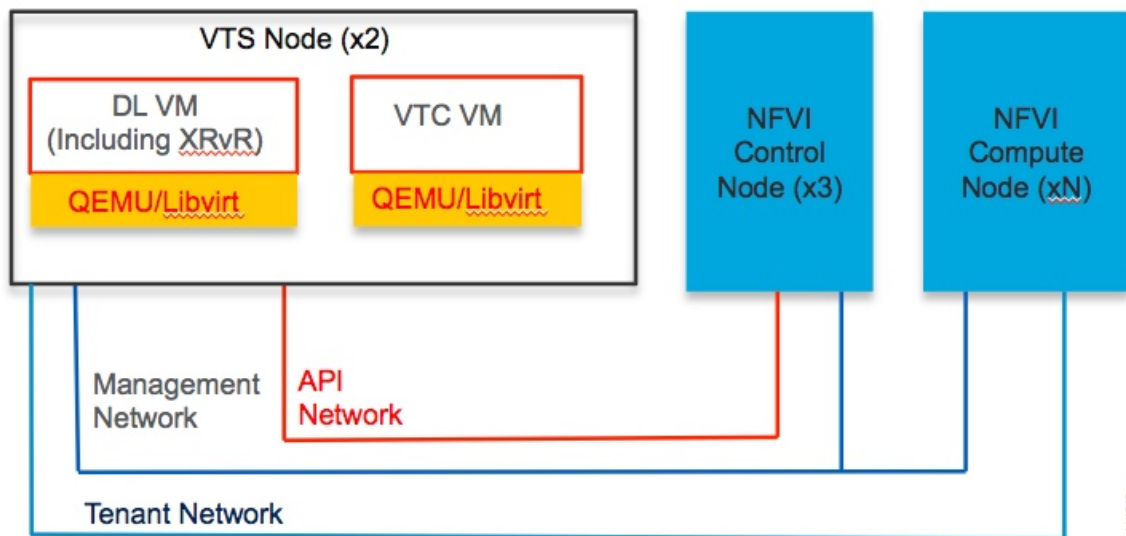 VTS Node (x2)
DL VM
(Including XRvR)
QEMU/Libvirt
VTC VM
QEMU/Libvirt
NFVI
Control
Node (x3)
NFVI
Compute
Node (xN)
Management
Network
API
Network
Tenant Network